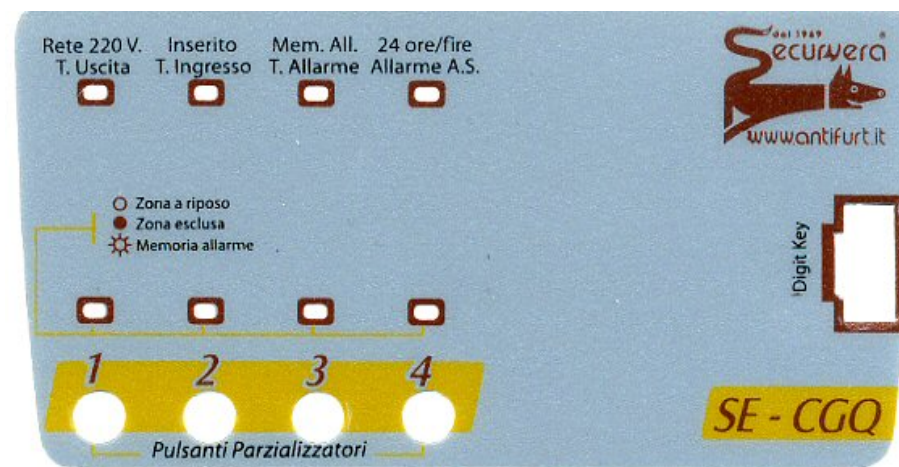 Rete 220 V. Inserito Mem. All. 24 ore/fire
T. Uscita T. Ingresso T. Allarme Allarme A.S.
dal 1969
Securvera
®
www.antifurt.it
Zona a riposo
Zona esclusa
Memoria allarme
Digit Key
1 2 3 4
Pulsanti Parzializzatori
SE - CGQ